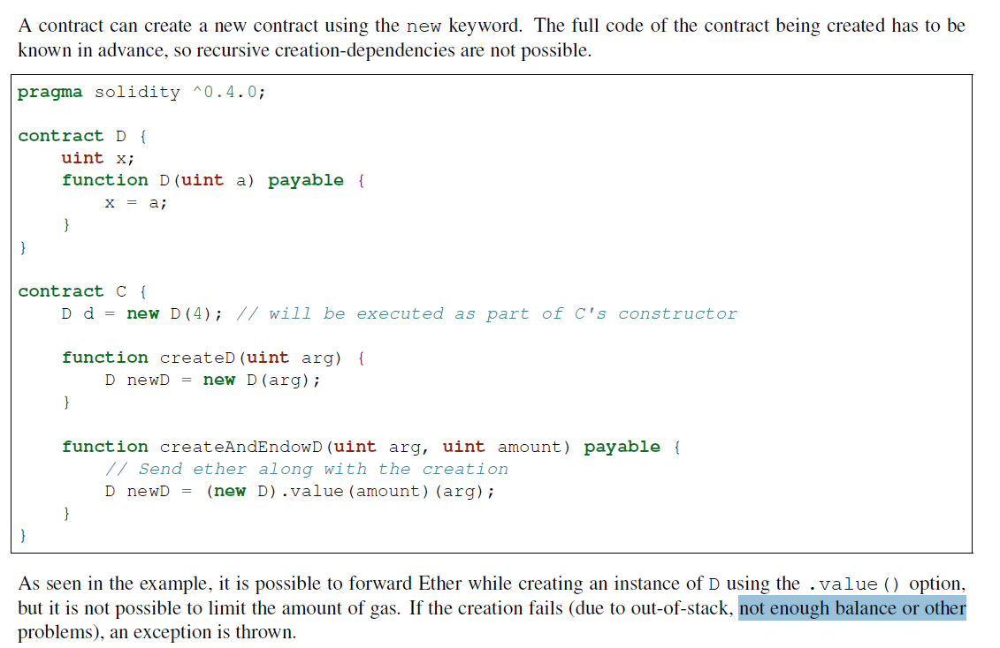 A contract can create a new contract using the new keyword. The full code of the contract being created has to be
known in advance, so recursive creation-dependencies are not possible.
pragma solidity ^0.4.0;
contract D {
    uint x;
    function D(uint a) payable {
        x = a;
    }
}
contract C {
    D d = new D(4); // will be executed as part of C's constructor
    function createD(uint arg) {
        D newD = new D(arg);
    }
    function createAndEndowD(uint arg, uint amount) payable {
        // Send ether along with the creation
        D newD = (new D).value(amount)(arg);
    }
}
As seen in the example, it is possible to forward Ether while creating an instance of D using the .value() option,
but it is not possible to limit the amount of gas. If the creation fails (due to out-of-stack, not enough balance or other
problems), an exception is thrown.